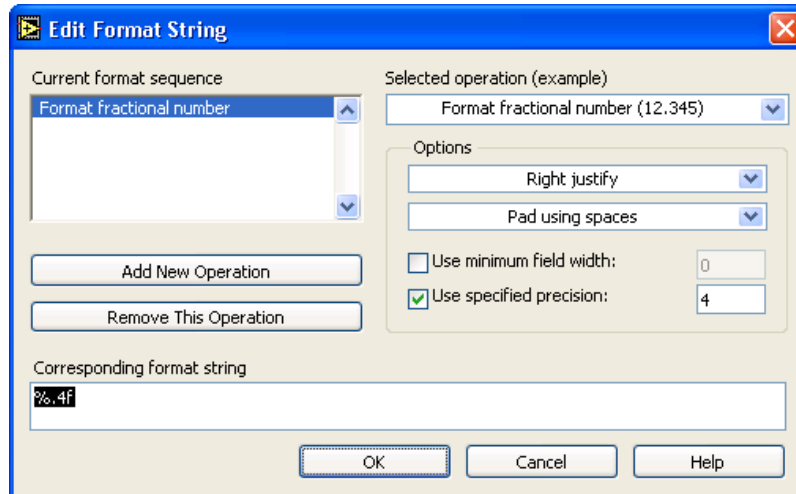 Edit Format String
Current format sequence
Format fractional number
Selected operation (example)
Format fractional number (12.345)
Options
Right justify
Pad using spaces
Use minimum field width:
0
Use specified precision:
4
Add New Operation
Remove This Operation
Corresponding format string
%.4f
OK
Cancel
Help